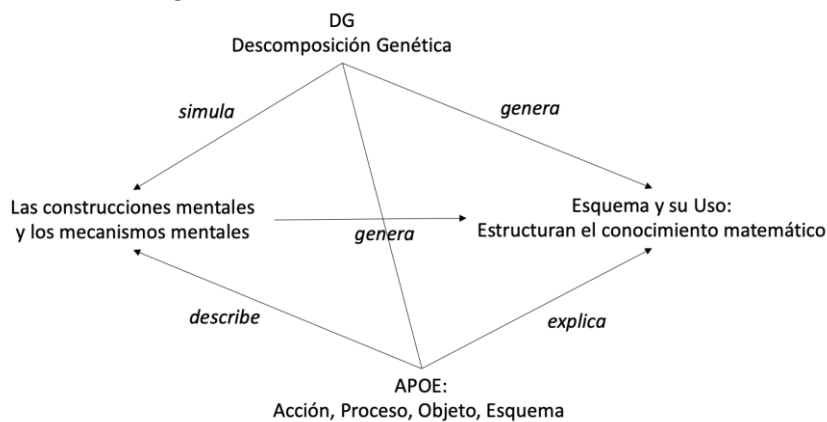 DG
Descomposición Genética
simula
genera
Las construcciones mentales
y los mecanismos mentales
genera
Esquema y su Uso:
Estructuran el conocimiento matemático
describe
explica
APOE:
Acción, Proceso, Objeto, Esquema